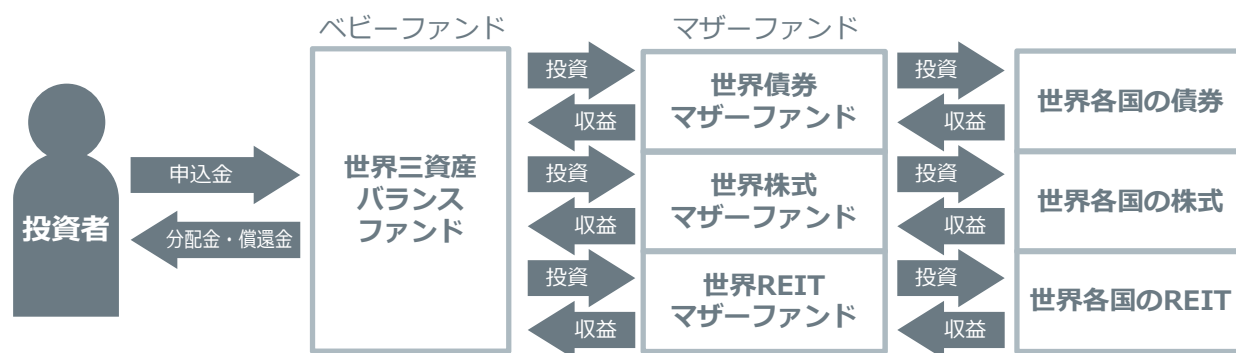 ベビーファンド
マザーファンド
投資者
申込金
分配金・償還金
世界三資産
バランス
ファンド
投資
収益
世界債券
マザーファンド
投資
収益
世界各国の債券
投資
収益
世界株式
マザーファンド
投資
収益
世界各国の株式
投資
収益
世界REIT
マザーファンド
投資
収益
世界各国のREIT